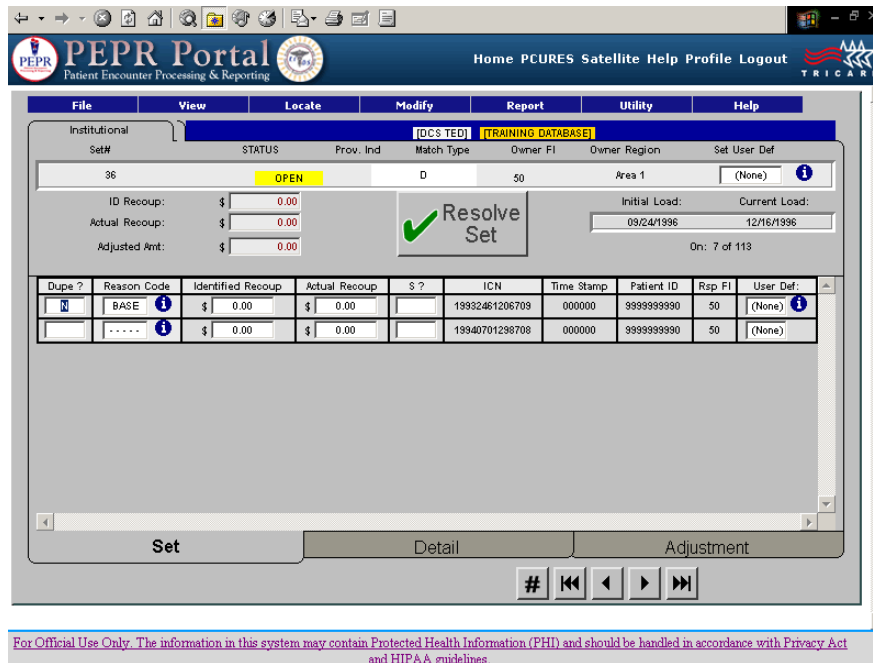 PEPR
PEPR Portal
Patient Encounter Processing & Reporting
Home PCURES Satellite Help Profile Logout
TRICAR
File View Locate Modify Report Utility Help
Institutional
[DCS TED] [TRAINING DATABASE]
Set# STATUS Prov. Ind Match Type Owner FI Owner Region Set User Def
36 OPEN D 50 Area 1 (None)
ID Recoup: $ 0.00
Actual Recoup: $ 0.00
Adjusted Amt: $ 0.00
Resolve
Set
Initial Load: Current Load:
09/24/1996 12/16/1996
On: 7 of 113
Dupe ? Reason Code Identified Recoup Actual Recoup S ? ICN Time Stamp Patient ID Rsp FI User Def:
N BASE $ 0.00 $ 0.00 19932461206709 000000 9999999990 50 (None)
- - - - - $ 0.00 $ 0.00 19940701298708 000000 9999999990 50 (None)
Set Detail Adjustment
#
For Official Use Only. The information in this system may contain Protected Health Information (PHI) and should be handled in accordance with Privacy Act
and HIPAA guidelines.